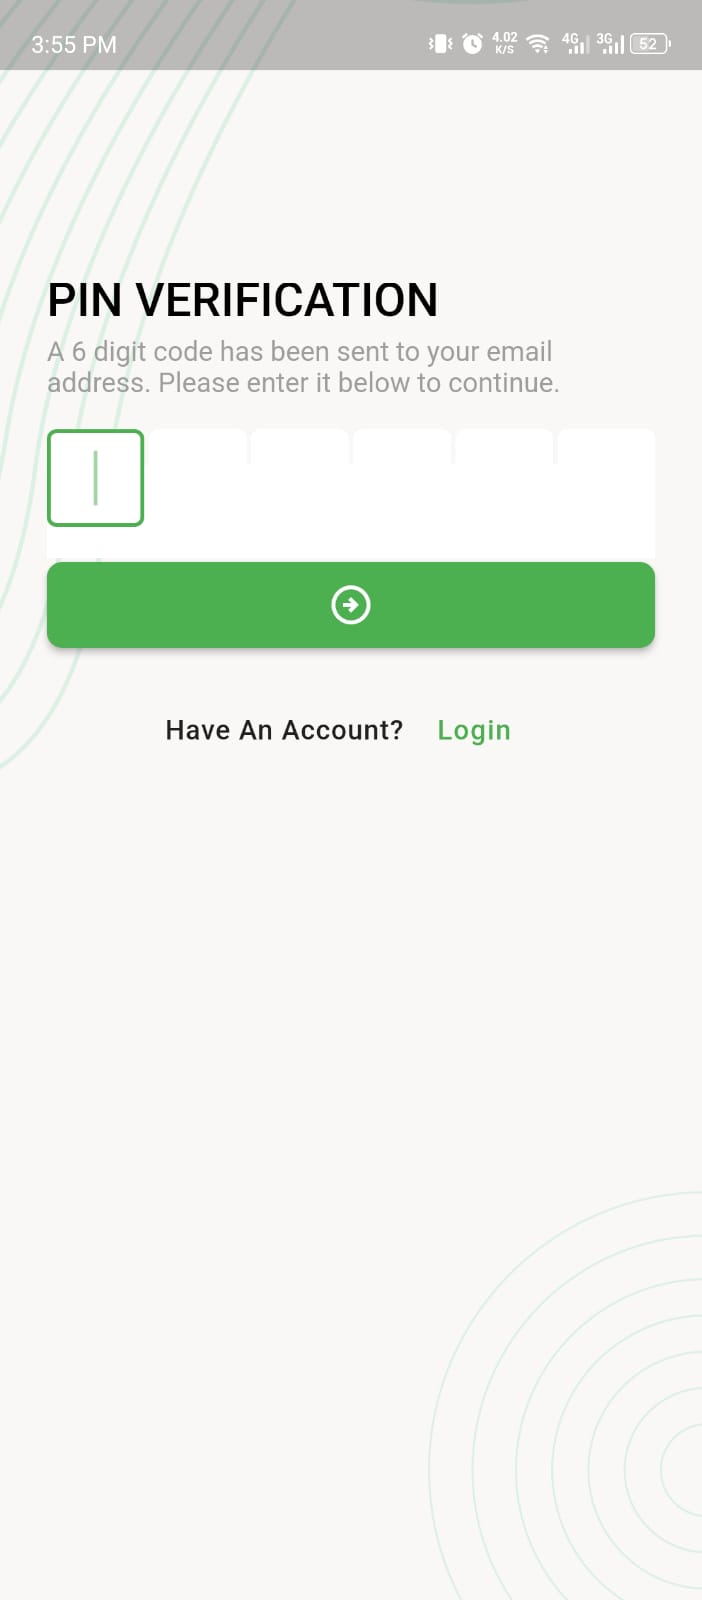 3:55 PM
4.02
K/S
4G
3G
52
PIN VERIFICATION
A 6 digit code has been sent to your email
address. Please enter it below to continue.
Have An Account? Login